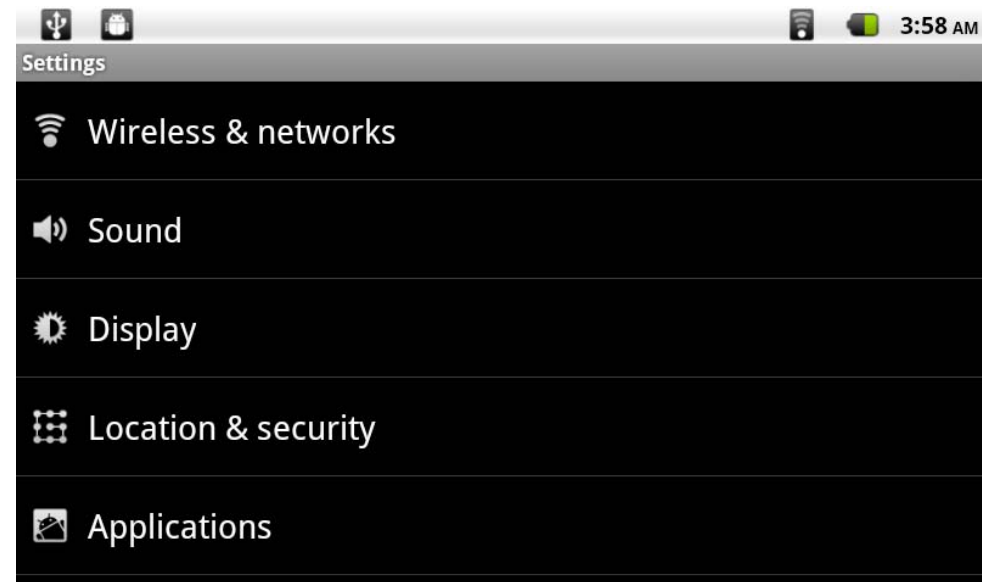 3:58 AM
Settings
Wireless & networks
Sound
Display
Location & security
Applications